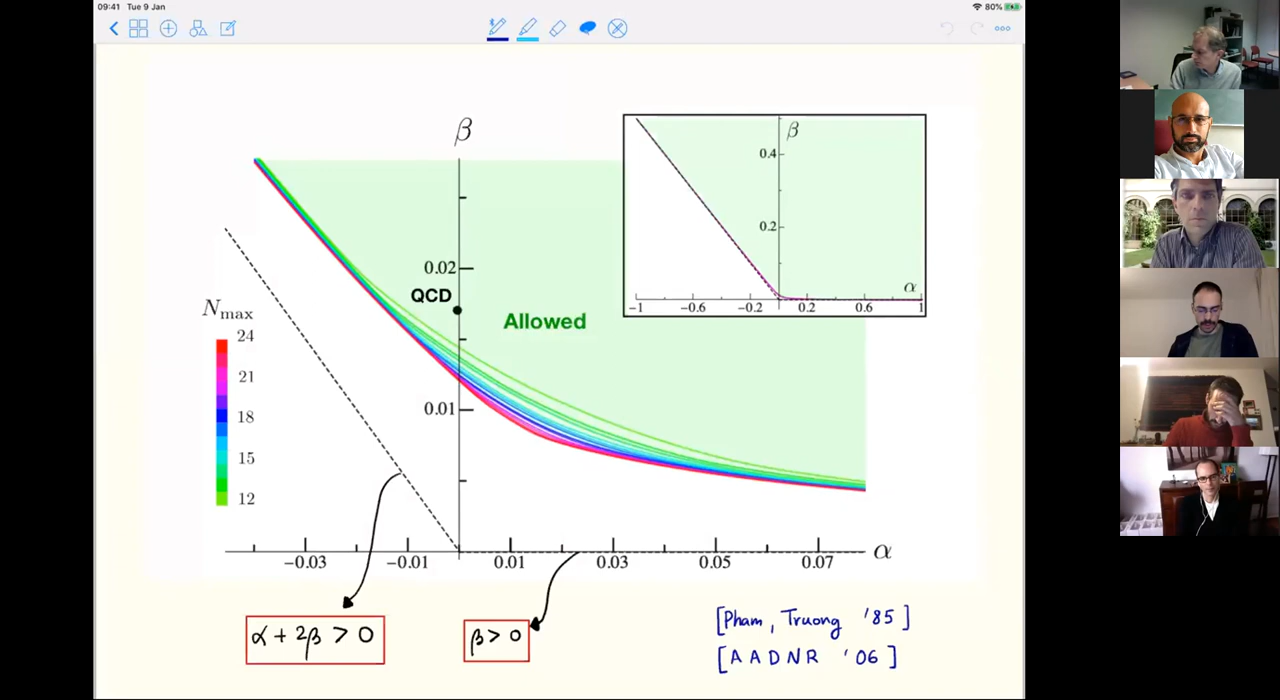 09:41 Tue 9 Jan
80%
β
0.02
QCD
Allowed
0.01
N_max
24
21
18
15
12
−0.03
−0.01
0.01
0.03
0.05
0.07
α
β
0.4
0.2
α
−1
−0.6
−0.2
0.2
0.6
1
α + 2β > 0
β > 0
[Pham, Truong '85]
[AADNR '06]